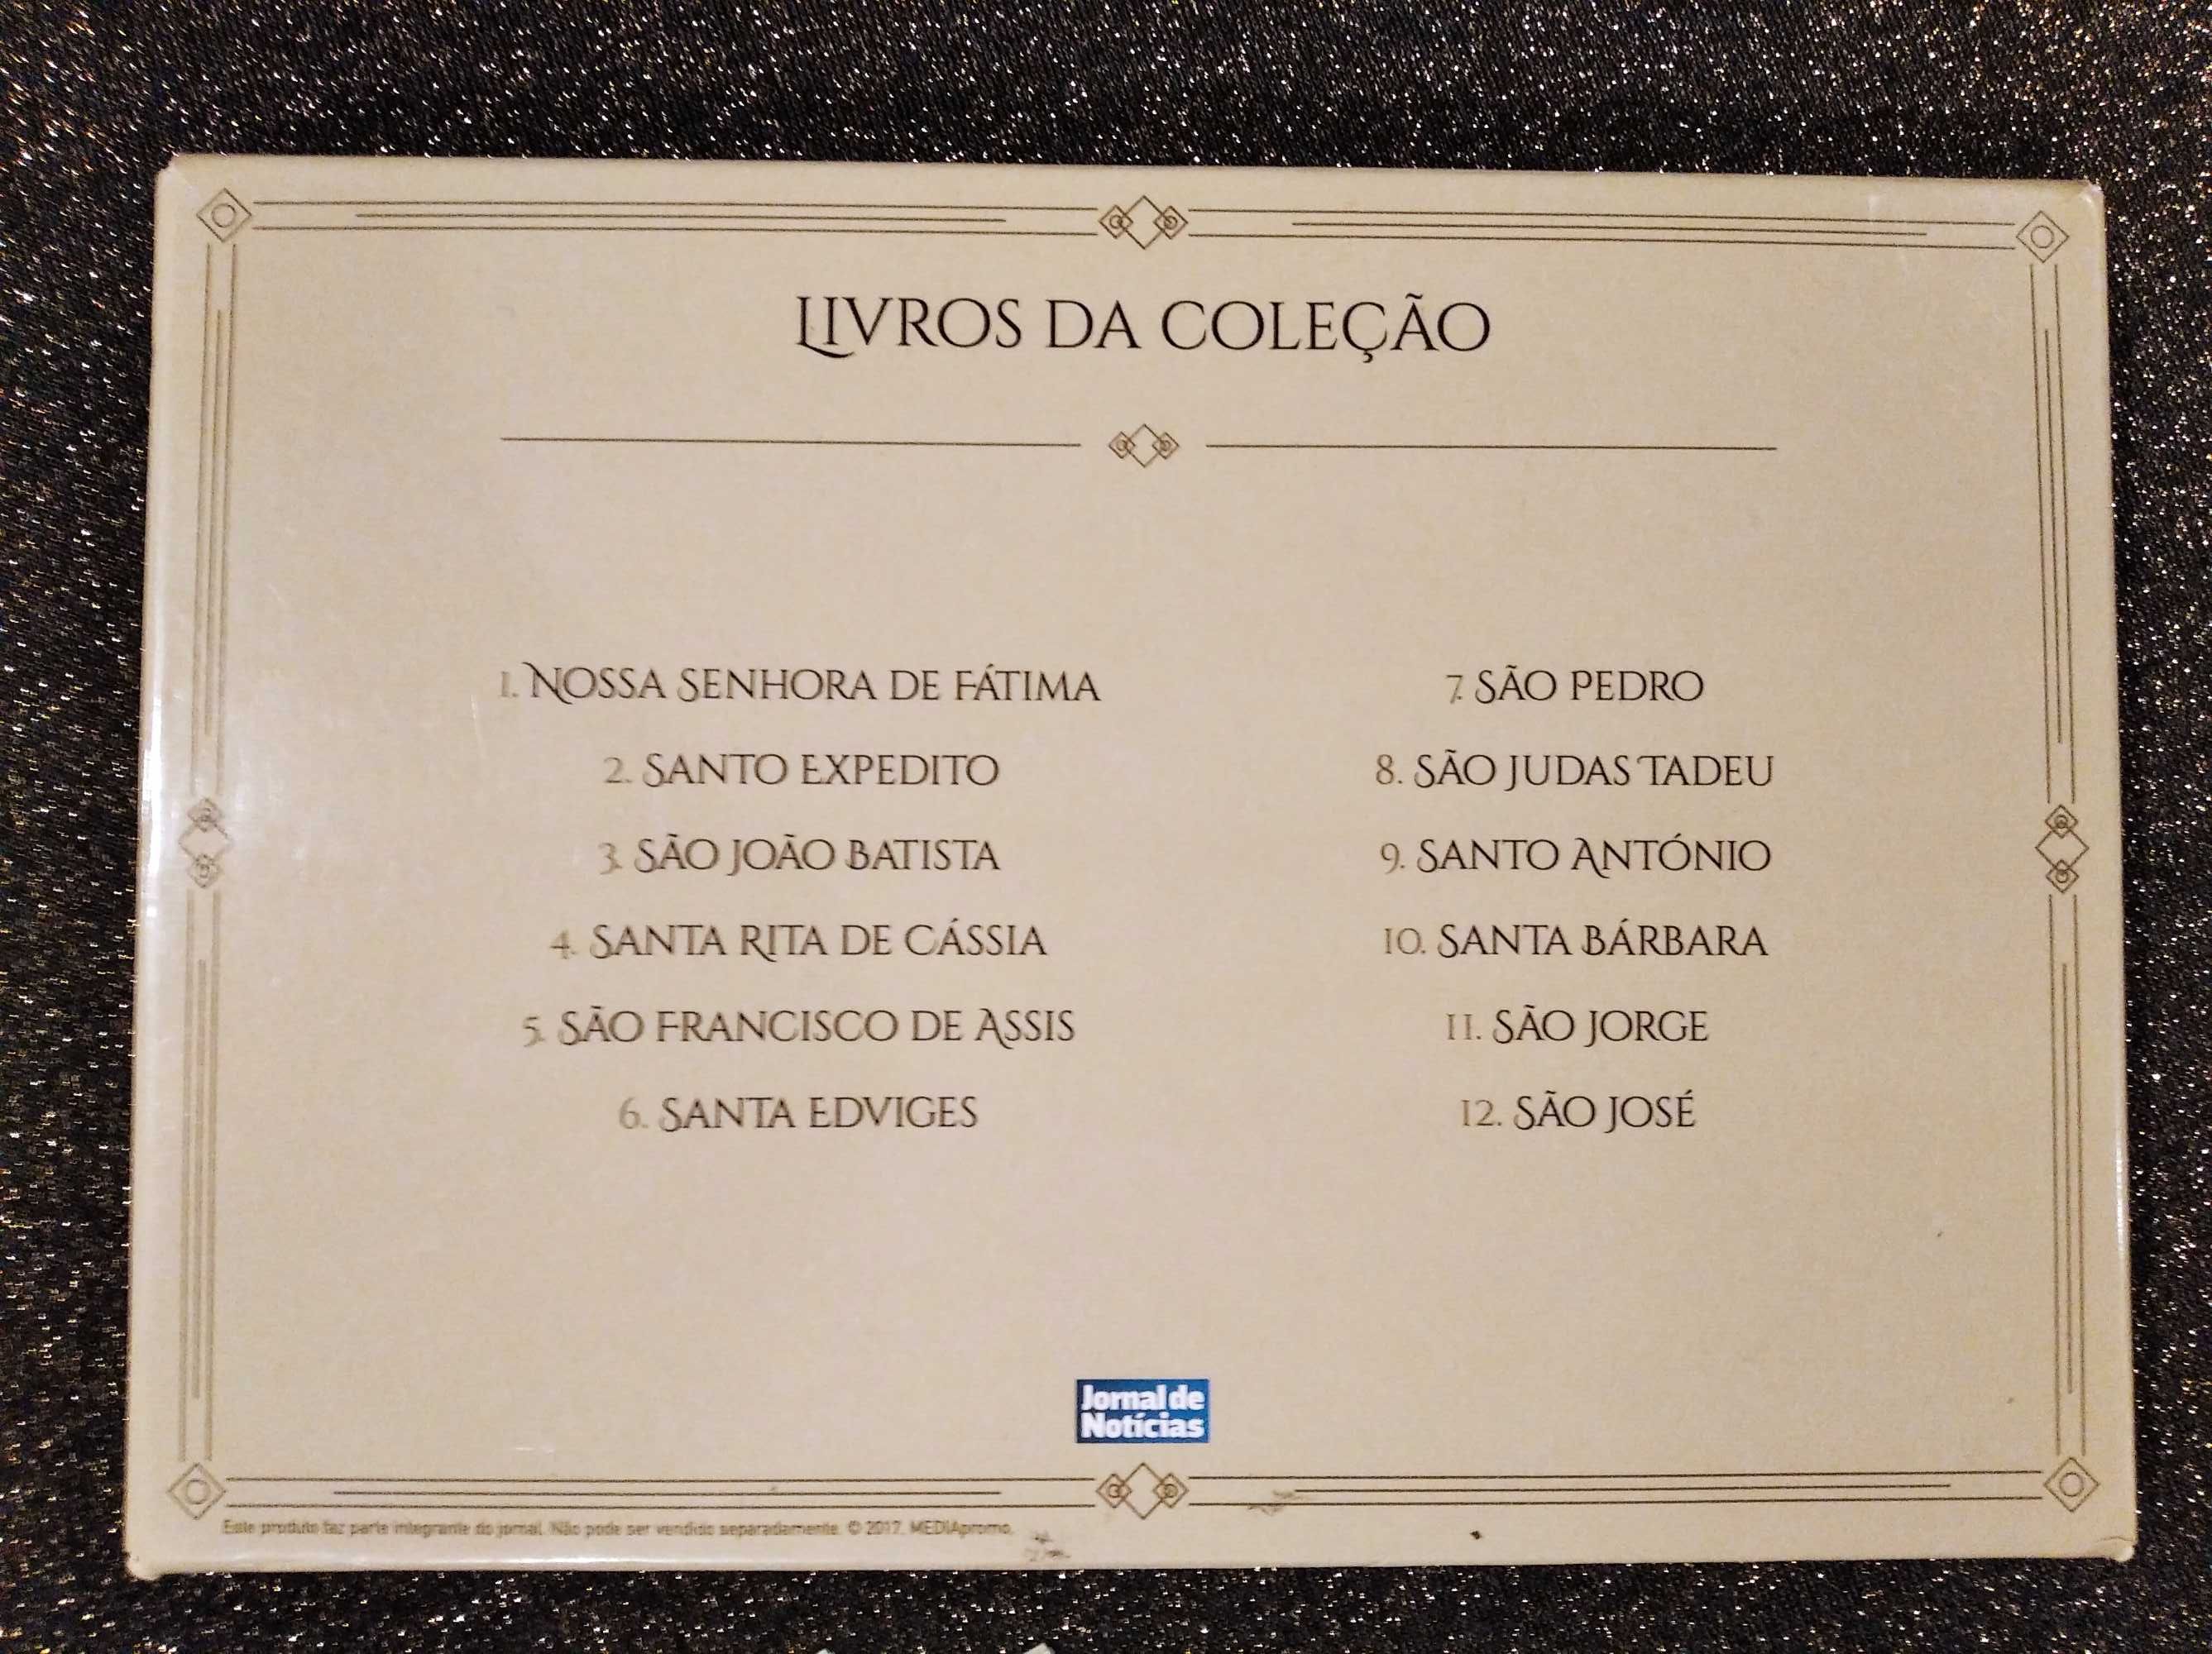 LIVROS DA COLEÇÃO
1. NOSSA SENHORA DE FÁTIMA
2. SANTO EXPEDITO
3. SÃO JOÃO BATISTA
4. SANTA RITA DE CÁSSIA
5. SÃO FRANCISCO DE ASSIS
6. SANTA EDVIGES
7. SÃO PEDRO
8. SÃO JUDAS TADEU
9. SANTO ANTÓNIO
10. SANTA BÁRBARA
11. SÃO JORGE
12. SÃO JOSÉ
Jornal de
Notícias
Este produto faz parte integrante do jornal. Não pode ser vendido separadamente. © 2017. MEDIApromo.